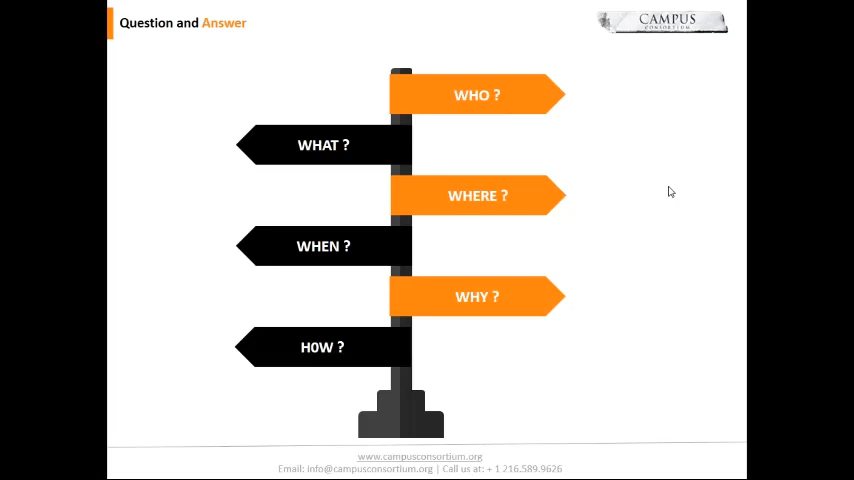 Question and Answer
CAMPUS
CONSORTIUM
WHO ?
WHAT ?
WHERE ?
WHEN ?
WHY ?
H0W ?
www.campusconsortium.org
Email: info@campusconsortium.org | Call us at: + 1 216.589.9626